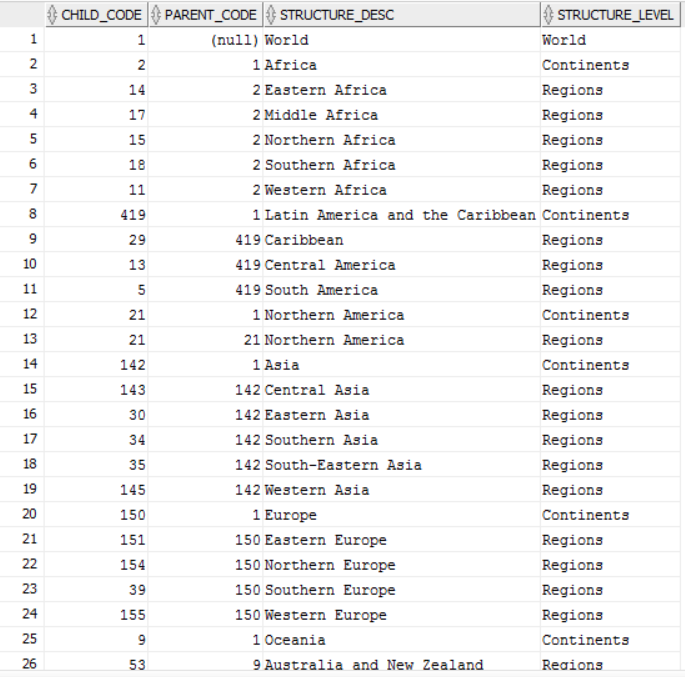 CHILD_CODE PARENT_CODE STRUCTURE_DESC STRUCTURE_LEVEL
1 1 (null) World World
2 2 1 Africa Continents
3 14 2 Eastern Africa Regions
4 17 2 Middle Africa Regions
5 15 2 Northern Africa Regions
6 18 2 Southern Africa Regions
7 11 2 Western Africa Regions
8 419 1 Latin America and the Caribbean Continents
9 29 419 Caribbean Regions
10 13 419 Central America Regions
11 5 419 South America Regions
12 21 1 Northern America Continents
13 21 21 Northern America Regions
14 142 1 Asia Continents
15 143 142 Central Asia Regions
16 30 142 Eastern Asia Regions
17 34 142 Southern Asia Regions
18 35 142 South-Eastern Asia Regions
19 145 142 Western Asia Regions
20 150 1 Europe Continents
21 151 150 Eastern Europe Regions
22 154 150 Northern Europe Regions
23 39 150 Southern Europe Regions
24 155 150 Western Europe Regions
25 9 1 Oceania Continents
26 53 9 Australia and New Zealand Regions